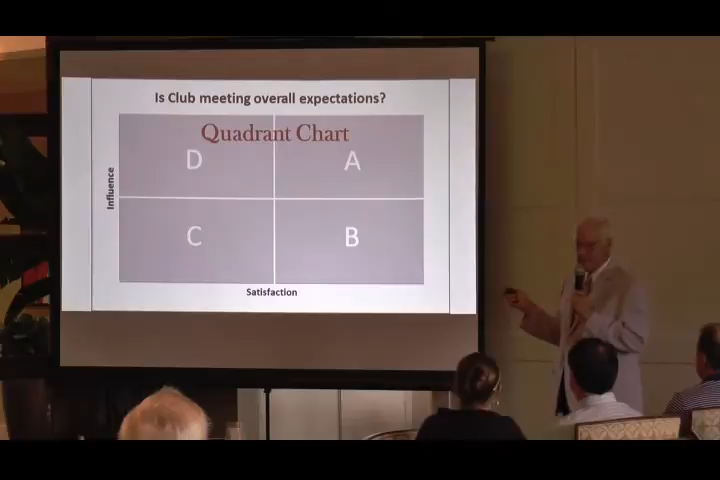 Is Club meeting overall expectations?
Quadrant Chart
D
A
Influence
C
B
Satisfaction